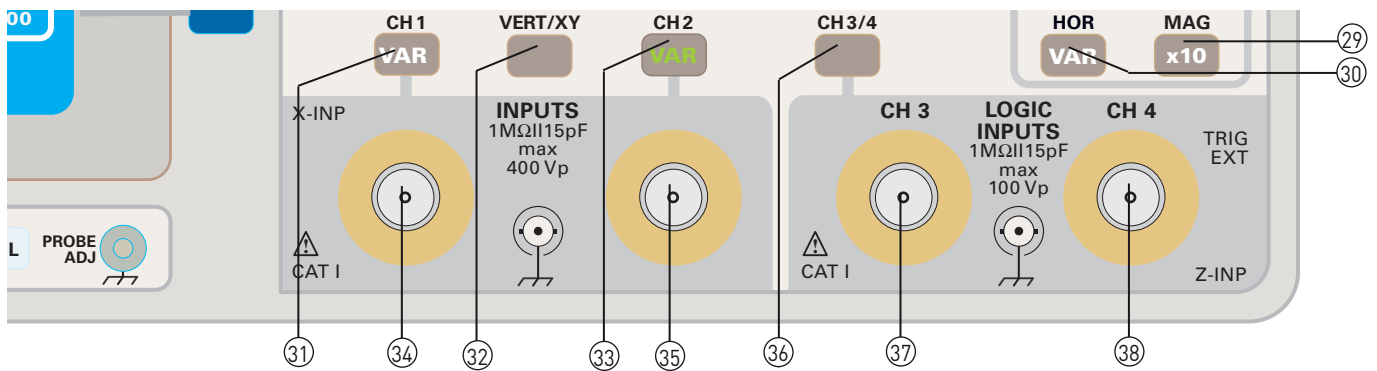 00
CH 1
VERT/XY
CH 2
CH 3/4
HOR
MAG
VAR
VAR
VAR
x10
29
30
X-INP
INPUTS
1MΩII15pF
max
400 Vp
CH 3
LOGIC
INPUTS
1MΩII15pF
max
100 Vp
CH 4
TRIG
EXT
L
PROBE
ADJ
CAT I
CAT I
Z-INP
31
34
32
33
35
36
37
38